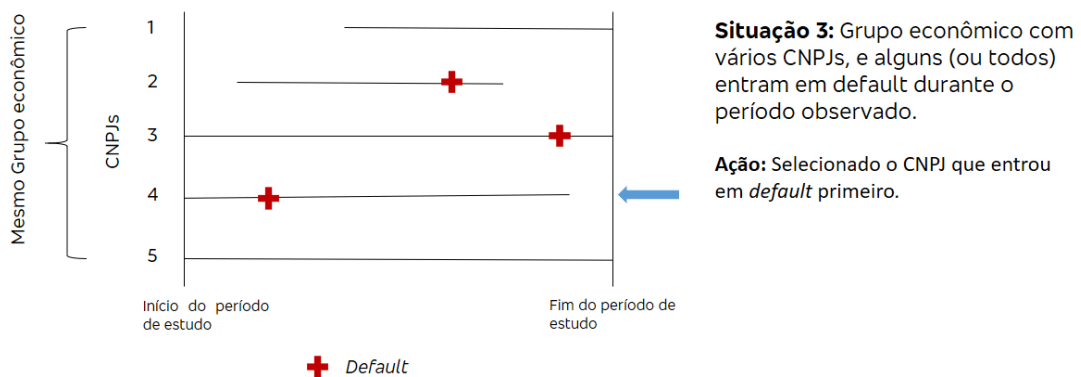 Mesmo Grupo econômico
CNPJs
1
2
3
4
5
Início do período
de estudo
Fim do período de
estudo
Default
Situação 3: Grupo econômico com
vários CNPJs, e alguns (ou todos)
entram em default durante o
período observado.
Ação: Selecionado o CNPJ que entrou
em default primeiro.